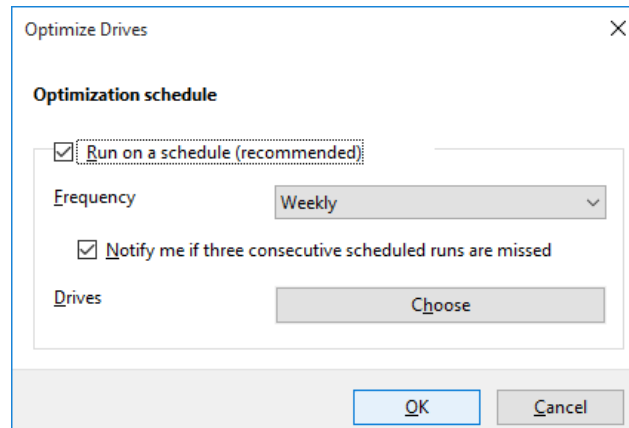 Optimize Drives
Optimization schedule
Run on a schedule (recommended)
Frequency
Weekly
Notify me if three consecutive scheduled runs are missed
Drives
Choose
OK
Cancel